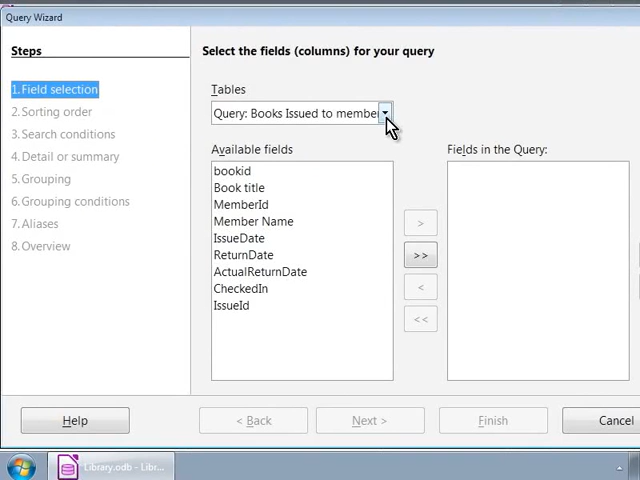 Query Wizard
Steps
Select the fields (columns) for your query
1.Field selection
2.Sorting order
3.Search conditions
4.Detail or summary
5.Grouping
6.Grouping conditions
7.Aliases
8.Overview
Tables
Query: Books Issued to membe
Available fields
Fields in the Query:
bookid
Book title
MemberId
Member Name
IssueDate
ReturnDate
ActualReturnDate
CheckedIn
IssueId
>
>>
<
<<
Help
< Back
Next >
Finish
Cancel
Library.odb - Libr...